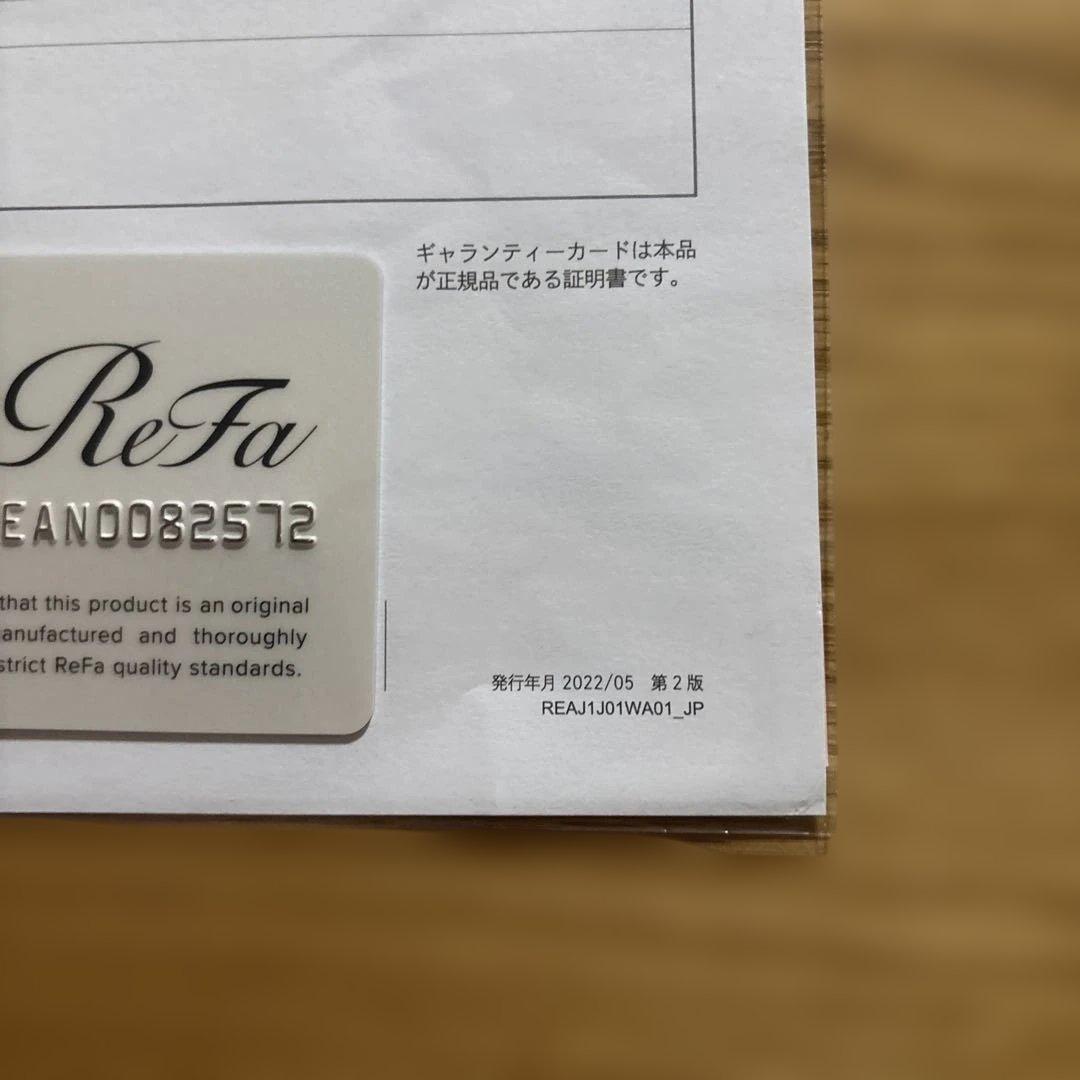 ギャランティーカードは本品
が正規品である証明書です。
ReFa
EAN0082572
that this product is an original
anufactured and thoroughly
strict ReFa quality standards.
発行年月 2022/05 第2版
REAJ1J01WA01_JP